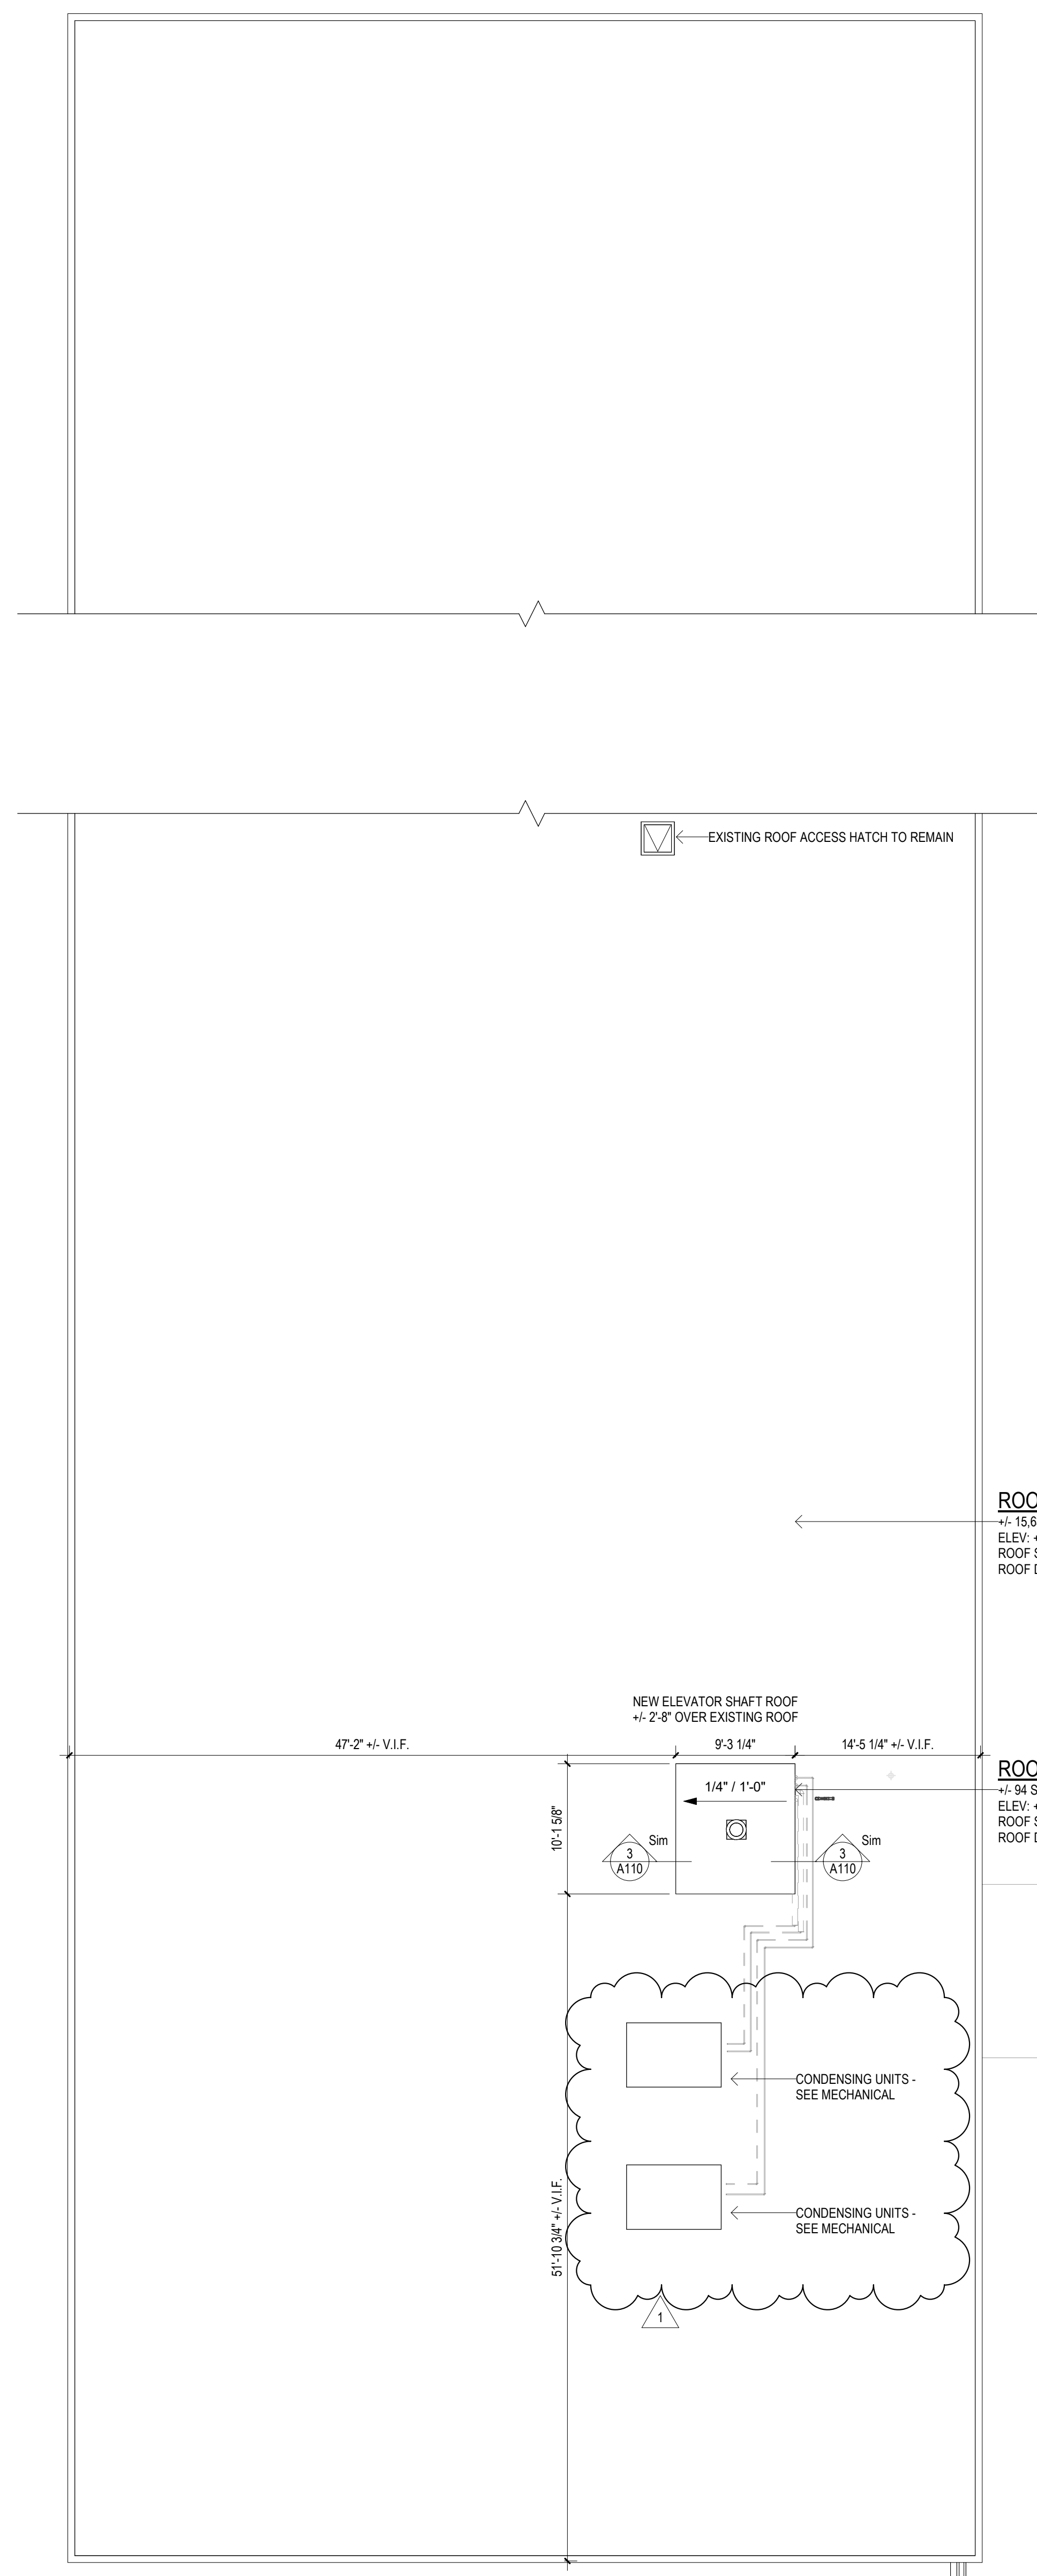 EXISTING ROOF ACCESS HATCH TO REMAIN
ROO
+/- 15,6
ELEV: +
ROOF S
ROOF D
NEW ELEVATOR SHAFT ROOF
+/- 2'-8" OVER EXISTING ROOF
47'-2" +/- V.I.F.
9'-3 1/4"
14'-5 1/4" +/- V.I.F.
ROO
+/- 94 S
ELEV: +
ROOF S
ROOF D
1/4" / 1'-0"
10'-1 5/8"
Sim
3
A110
Sim
3
A110
CONDENSING UNITS -
SEE MECHANICAL
51'-10 3/4" +/- V.I.F.
CONDENSING UNITS -
SEE MECHANICAL
1